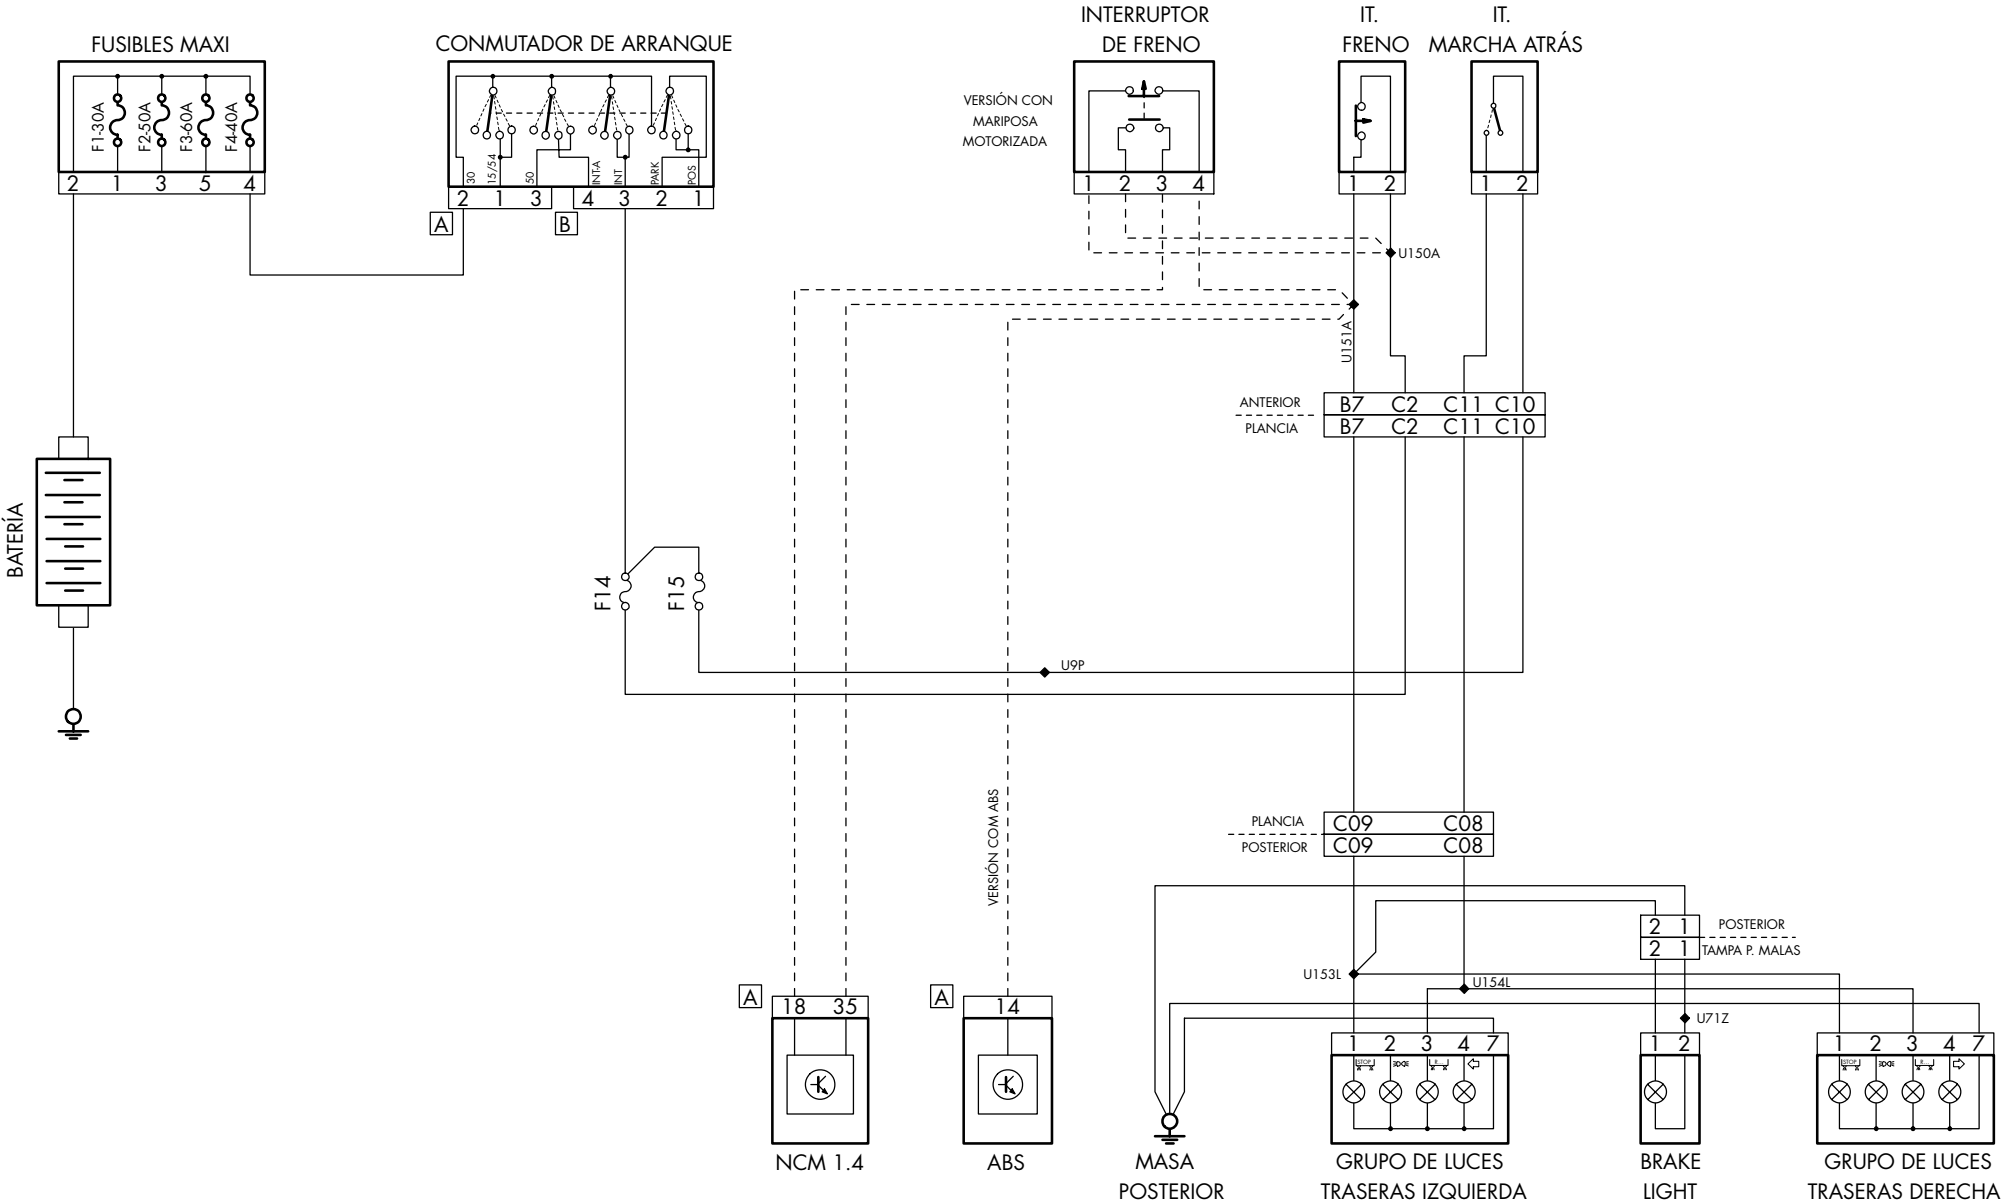 INTERRUPTOR
DE FRENO
IT.
FRENO
IT.
MARCHA ATRÁS
FUSIBLES MAXI
CONMUTADOR DE ARRANQUE
F1-30A
F2-50A
F3-60A
F4-40A
2 1 3 5 4
30
15/54
50
INT-A
INT
PARK
POS
2 1 3 4 3 2 1
A
B
VERSIÓN CON
MARIPOSA
MOTORIZADA
1 2 3 4
1 2
1 2
U150A
U151A
ANTERIOR
B7 C2 C11 C10
PLANCIA
B7 C2 C11 C10
BATERÍA
F14
F15
U9P
VERSIÓN COM ABS
PLANCIA
C09 C08
POSTERIOR
C09 C08
2 1
POSTERIOR
2 1
TAMPA P. MALAS
U153L
U154L
U71Z
A
18 35
A
14
1 2 3 4 7
1 2
1 2 3 4 7
STOP
R...
STOP
R...
NCM 1.4
ABS
MASA
POSTERIOR
GRUPO DE LUCES
TRASERAS IZQUIERDA
BRAKE
LIGHT
GRUPO DE LUCES
TRASERAS DERECHA